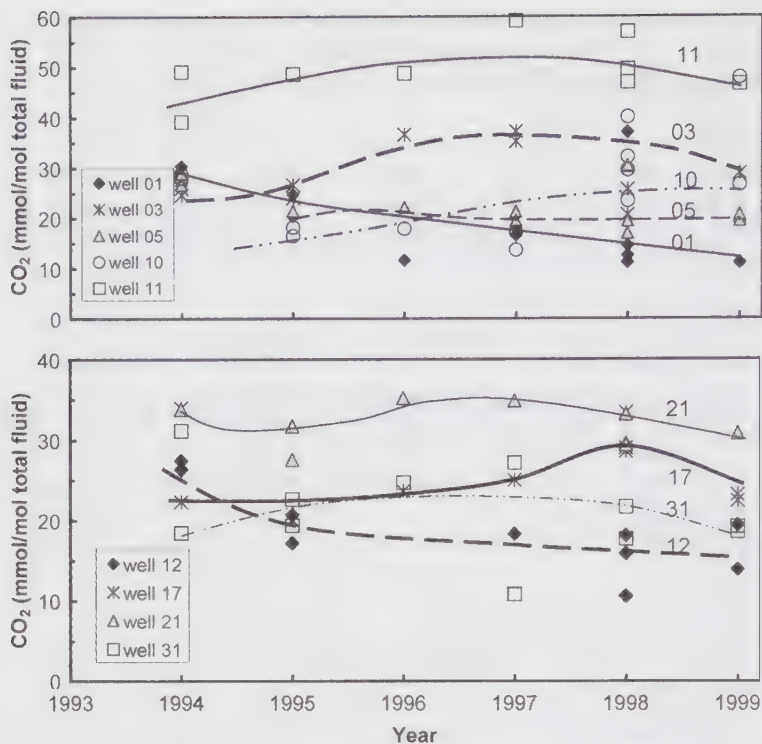 60
50
40
30
20
10
0
CO₂ (mmol/mol total fluid)
11
03
10
05
01
well 01
well 03
well 05
well 10
well 11
40
30
20
10
0
CO₂ (mmol/mol total fluid)
21
17
31
12
well 12
well 17
well 21
well 31
1993 1994 1995 1996 1997 1998 1999
Year